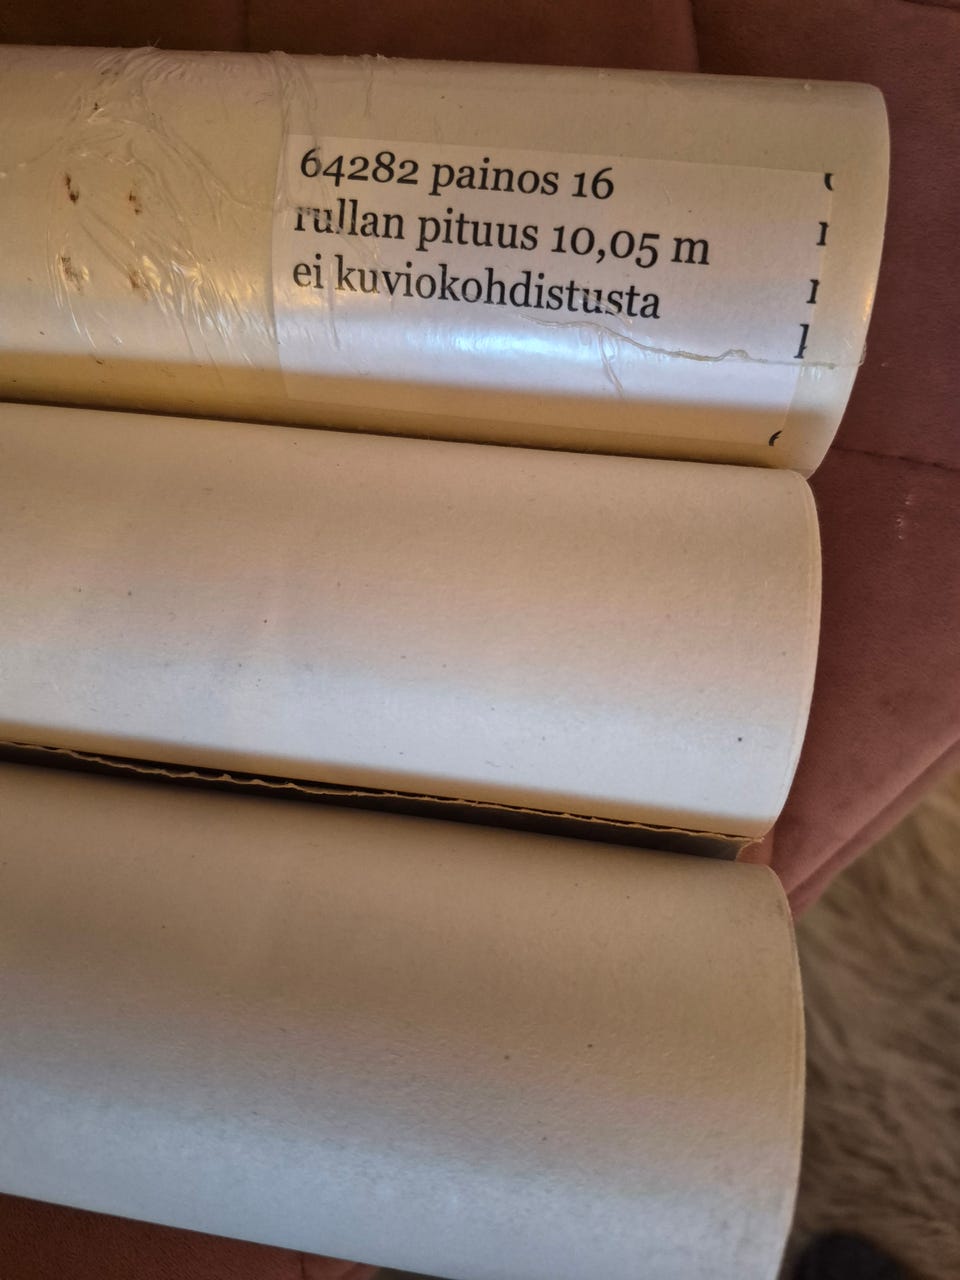 64282 painos 16
rullan pituus 10,05 m
ei kuviokohdistusta